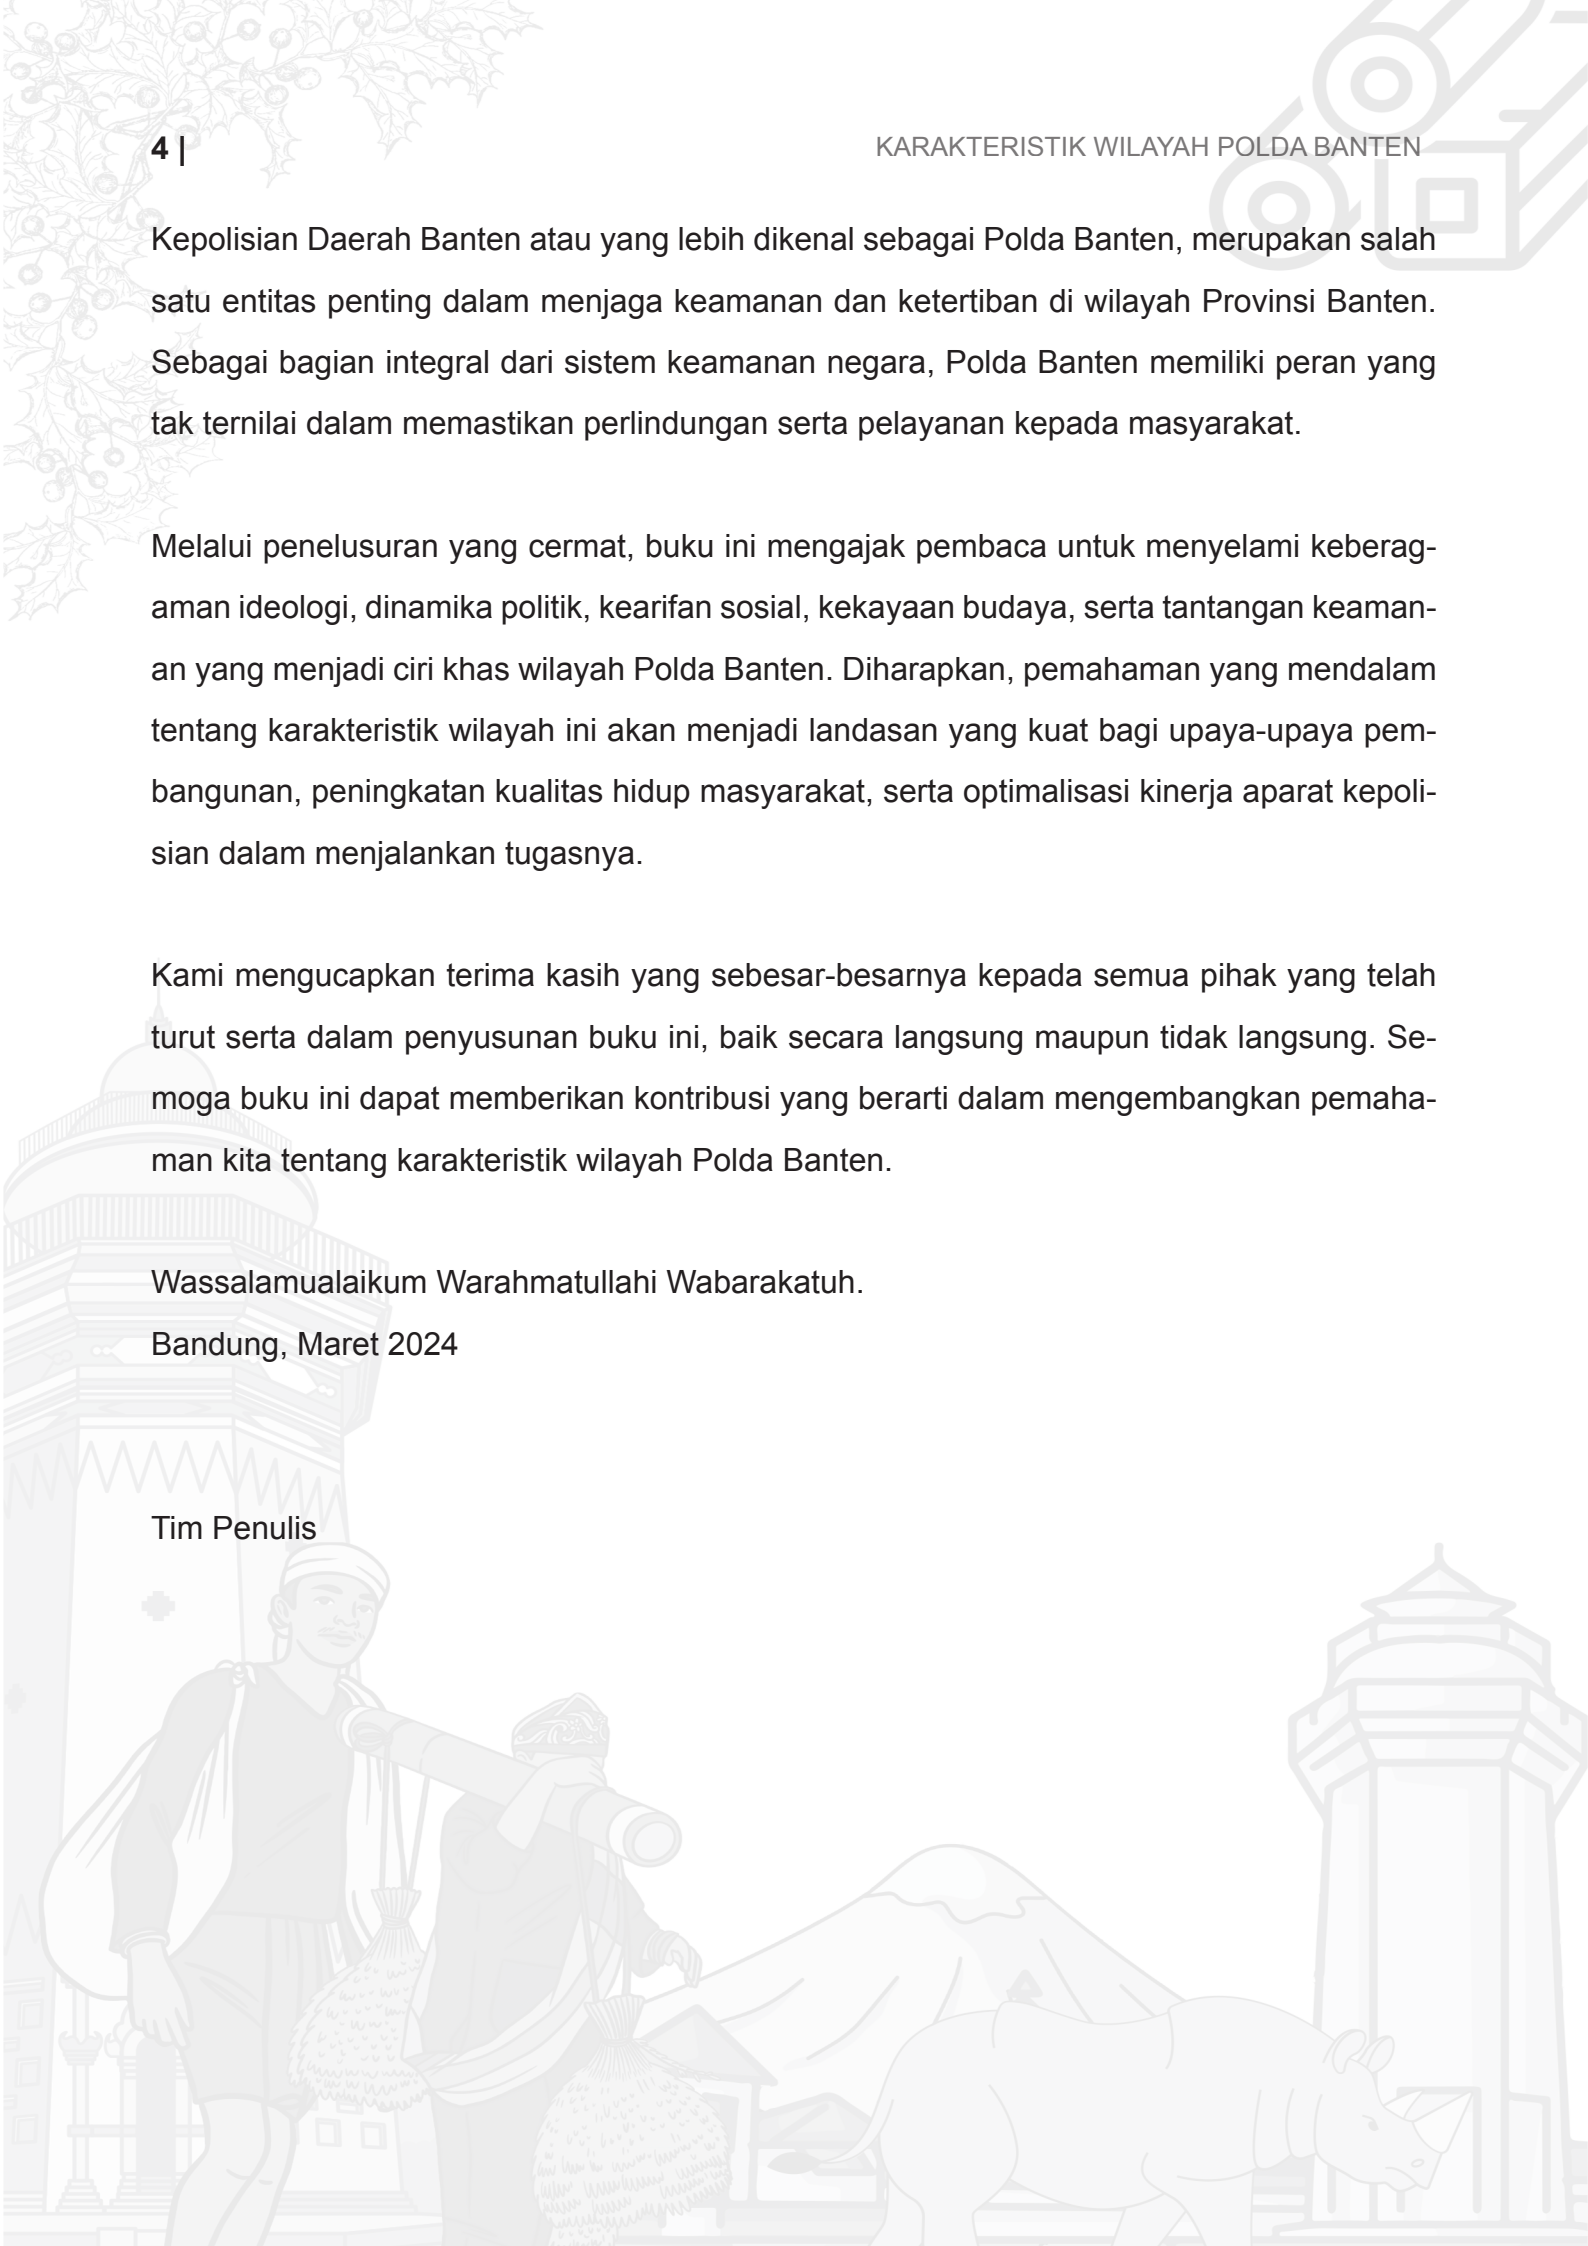 4 |
KARAKTERISTIK WILAYAH POLDA BANTEN
Kepolisian Daerah Banten atau yang lebih dikenal sebagai Polda Banten, merupakan salah
satu entitas penting dalam menjaga keamanan dan ketertiban di wilayah Provinsi Banten.
Sebagai bagian integral dari sistem keamanan negara, Polda Banten memiliki peran yang
tak ternilai dalam memastikan perlindungan serta pelayanan kepada masyarakat.
Melalui penelusuran yang cermat, buku ini mengajak pembaca untuk menyelami keberag-
aman ideologi, dinamika politik, kearifan sosial, kekayaan budaya, serta tantangan keaman-
an yang menjadi ciri khas wilayah Polda Banten. Diharapkan, pemahaman yang mendalam
tentang karakteristik wilayah ini akan menjadi landasan yang kuat bagi upaya-upaya pem-
bangunan, peningkatan kualitas hidup masyarakat, serta optimalisasi kinerja aparat kepoli-
sian dalam menjalankan tugasnya.
Kami mengucapkan terima kasih yang sebesar-besarnya kepada semua pihak yang telah
turut serta dalam penyusunan buku ini, baik secara langsung maupun tidak langsung. Se-
moga buku ini dapat memberikan kontribusi yang berarti dalam mengembangkan pemaha-
man kita tentang karakteristik wilayah Polda Banten.
Wassalamualaikum Warahmatullahi Wabarakatuh.
Bandung, Maret 2024
Tim Penulis